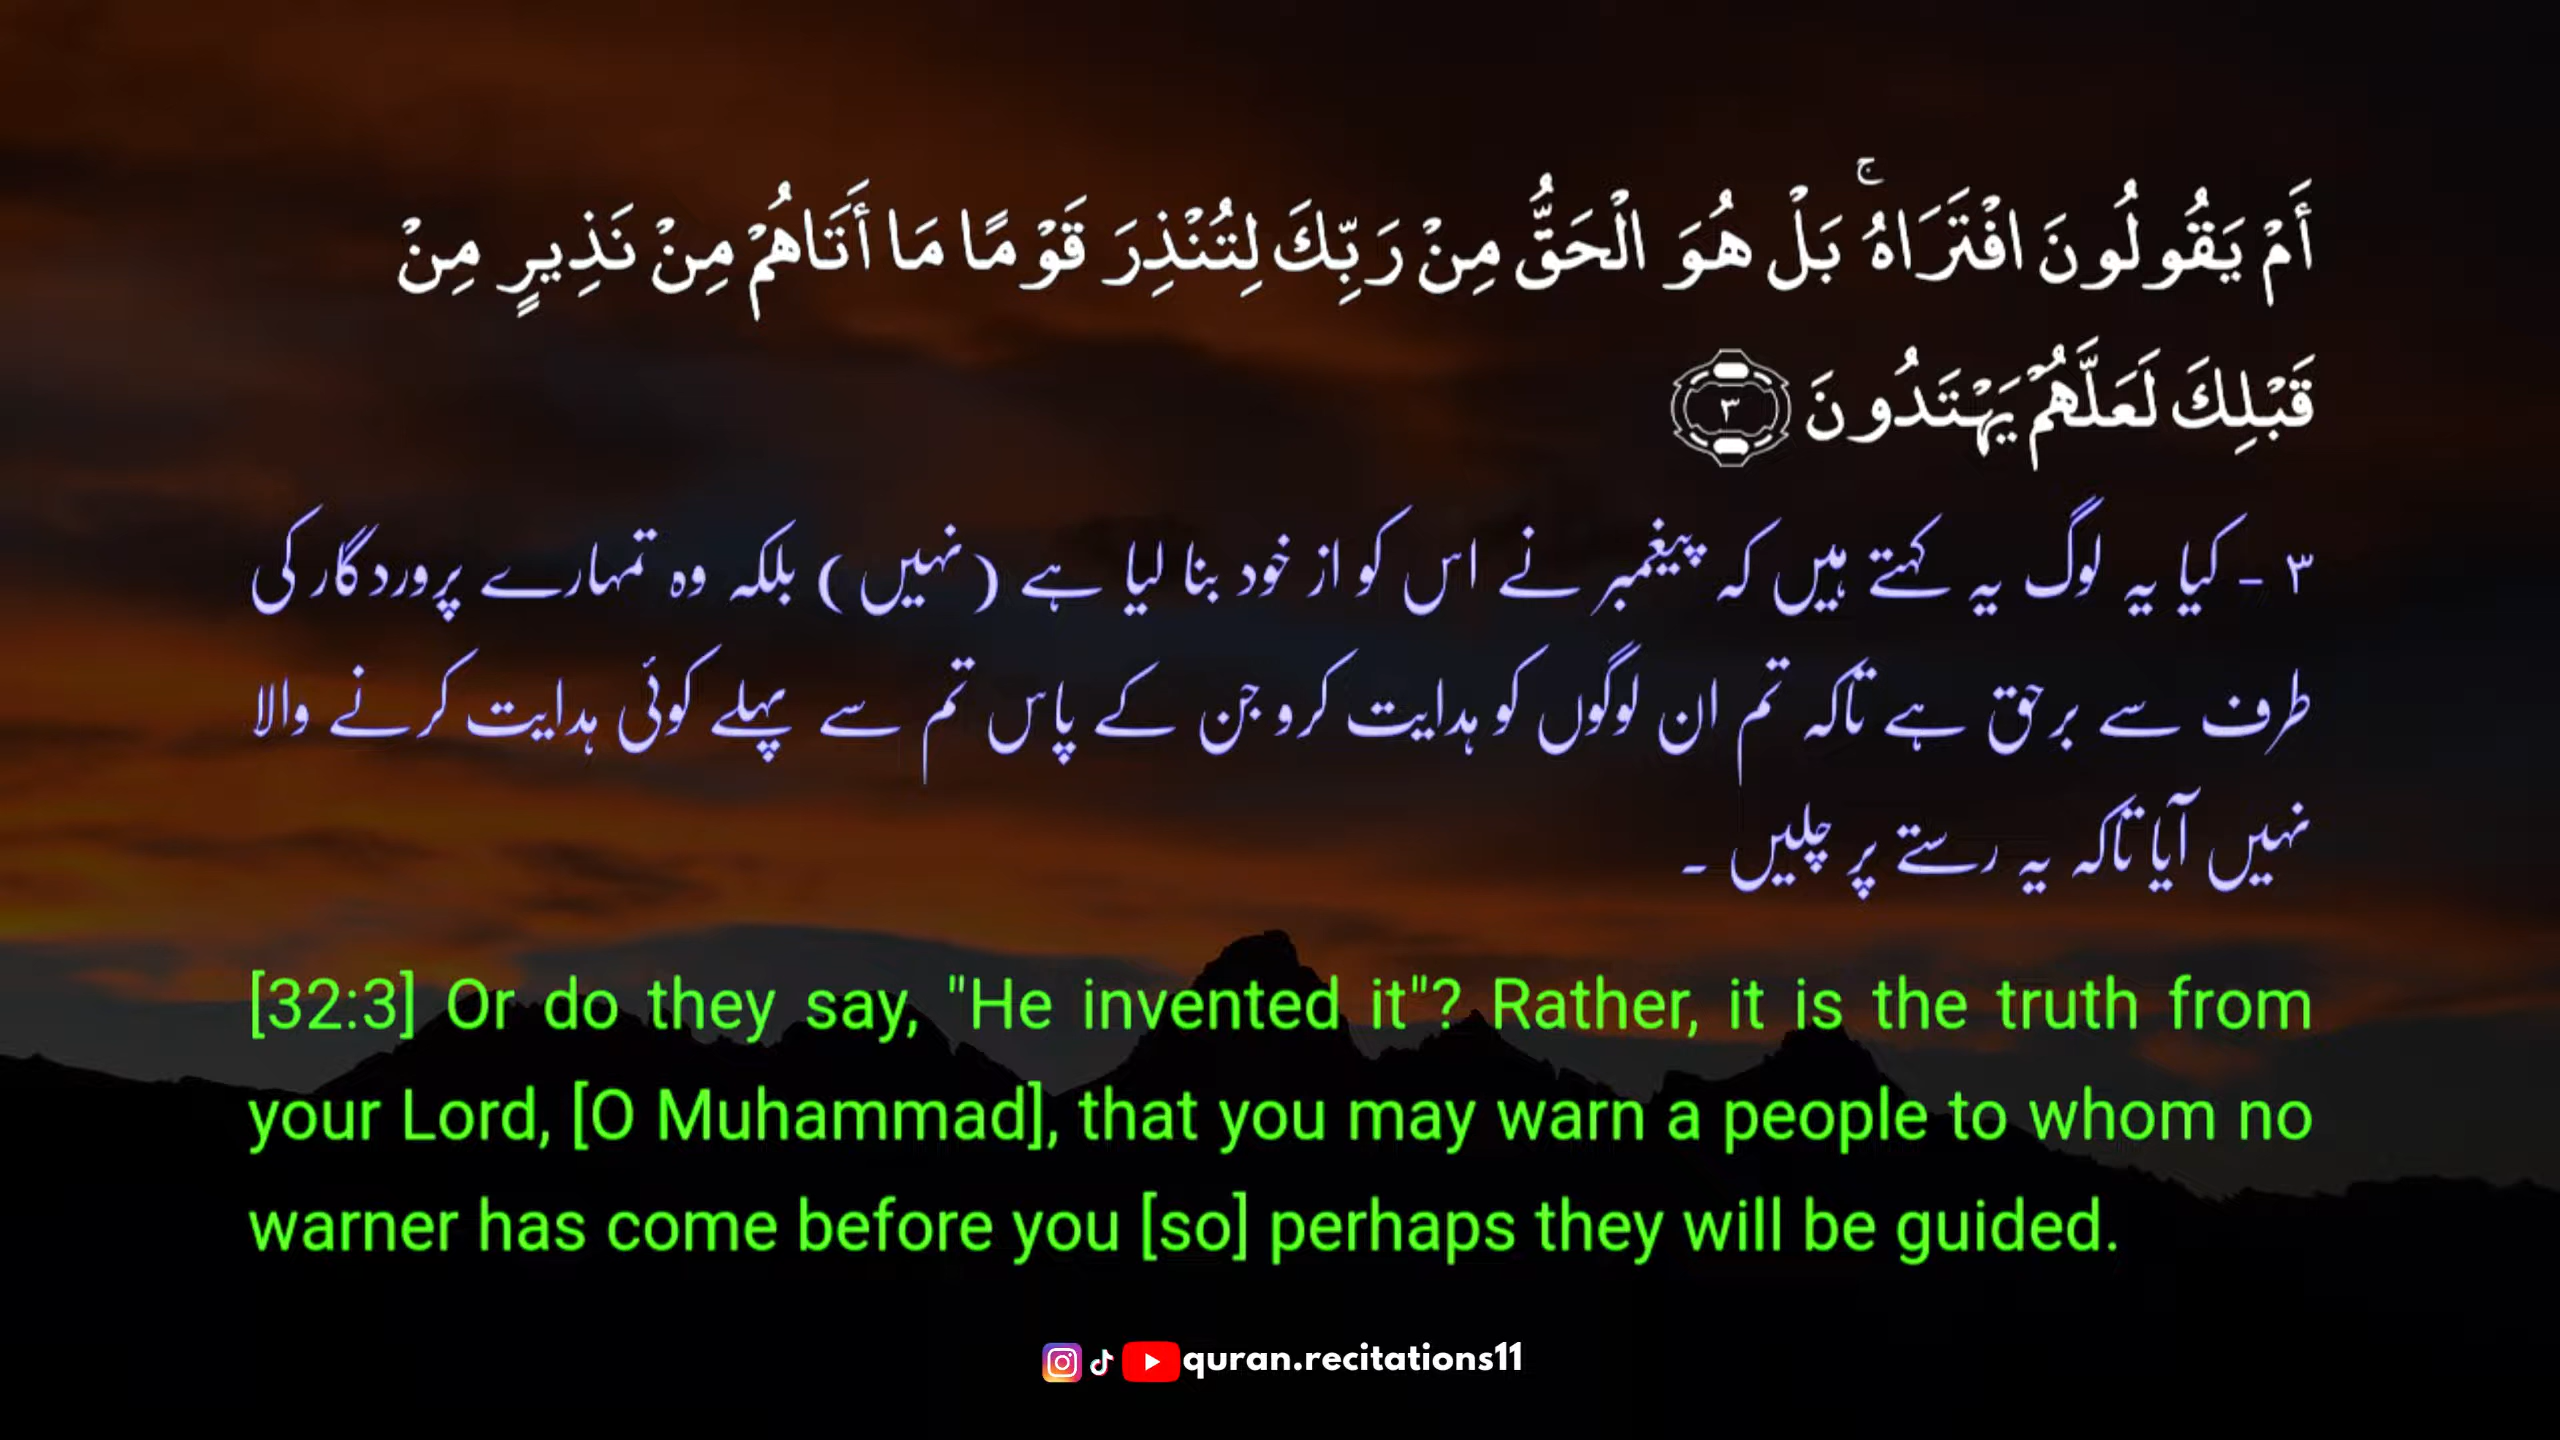 أَمْ يَقُولُونَ افْتَرَاهُ ۚ بَلْ هُوَ الْحَقُّ مِنْ رَبِّكَ لِتُنْذِرَ قَوْمًا مَا أَتَاهُمْ مِنْ نَذِيرٍ مِنْ
قَبْلِكَ لَعَلَّهُمْ يَهْتَدُونَ ٣
٣ - کیا یہ لوگ یہ کہتے ہیں کہ پیغمبر نے اس کو از خود بنا لیا ہے (نہیں) بلکہ وہ تمہارے پروردگار کی
طرف سے برحق ہے تاکہ تم ان لوگوں کو ہدایت کرو جن کے پاس تم سے پہلے کوئی ہدایت کرنے والا
نہیں آیا تاکہ یہ رستے پر چلیں ۔
[32:3] Or do they say, "He invented it"? Rather, it is the truth from
your Lord, [O Muhammad], that you may warn a people to whom no
warner has come before you [so] perhaps they will be guided.
quran.recitations11